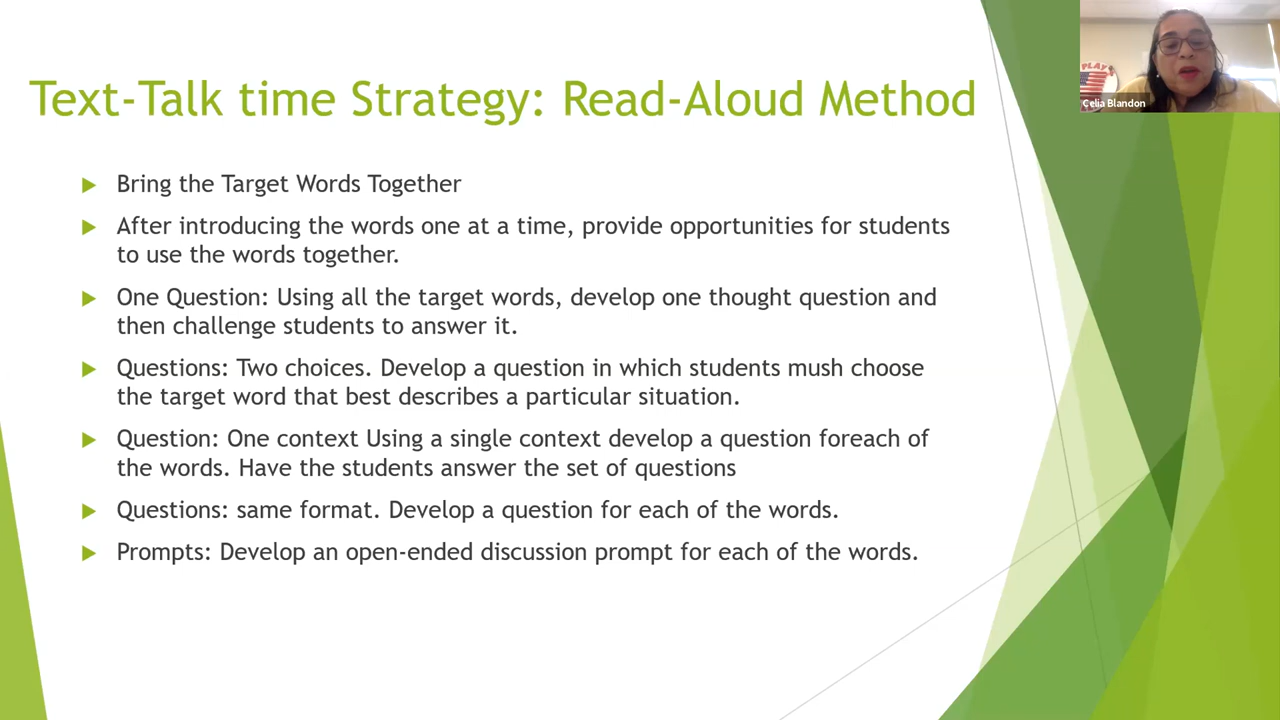 Text-Talk time Strategy: Read-Aloud Method
PLAY
Celia Blandon
Bring the Target Words Together
After introducing the words one at a time, provide opportunities for students
to use the words together.
One Question: Using all the target words, develop one thought question and
then challenge students to answer it.
Questions: Two choices. Develop a question in which students mush choose
the target word that best describes a particular situation.
Question: One context Using a single context develop a question foreach of
the words. Have the students answer the set of questions
Questions: same format. Develop a question for each of the words.
Prompts: Develop an open-ended discussion prompt for each of the words.